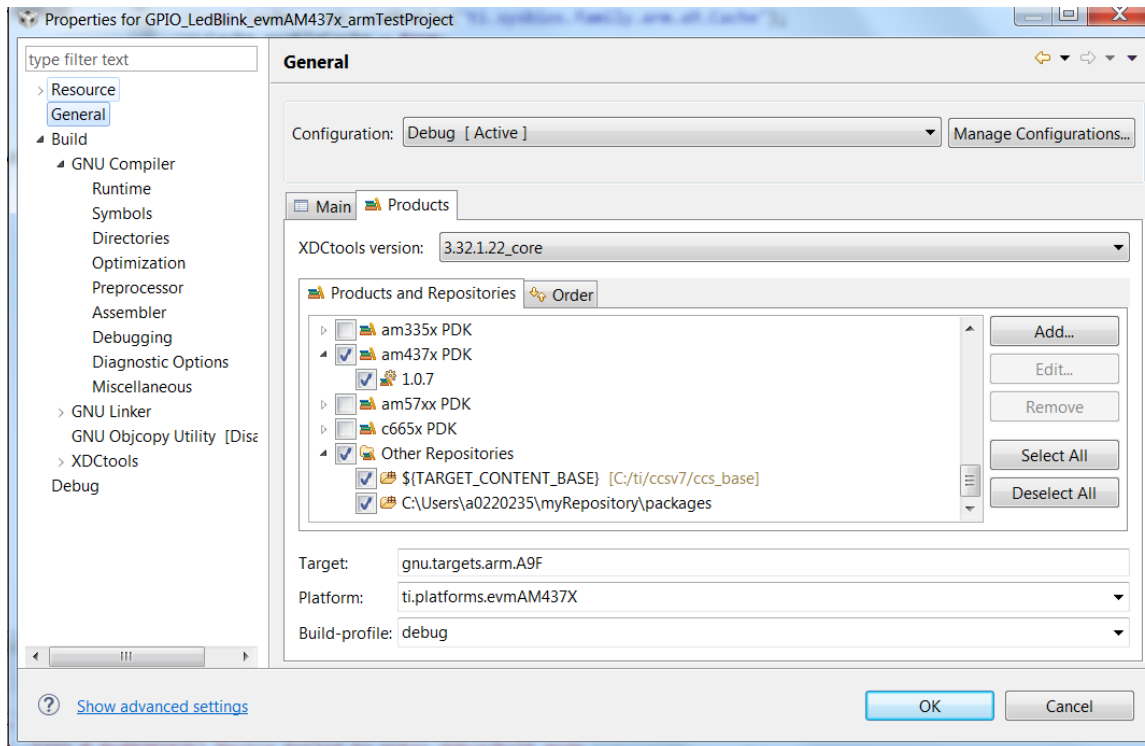 Properties for GPIO_LedBlink_evmAM437x_armTestProject
type filter text
Resource
General
Build
GNU Compiler
Runtime
Symbols
Directories
Optimization
Preprocessor
Assembler
Debugging
Diagnostic Options
Miscellaneous
GNU Linker
GNU Objcopy Utility [Disa
XDCtools
Debug
General
Configuration: Debug [ Active ] Manage Configurations...
Main Products
XDCtools version: 3.32.1.22_core
Products and Repositories Order
am335x PDK
am437x PDK
1.0.7
am57xx PDK
c665x PDK
Other Repositories
${TARGET_CONTENT_BASE} [C:/ti/ccsv7/ccs_base]
C:\Users\a0220235\myRepository\packages
Add...
Edit...
Remove
Select All
Deselect All
Target: gnu.targets.arm.A9F
Platform: ti.platforms.evmAM437X
Build-profile: debug
Show advanced settings
OK Cancel